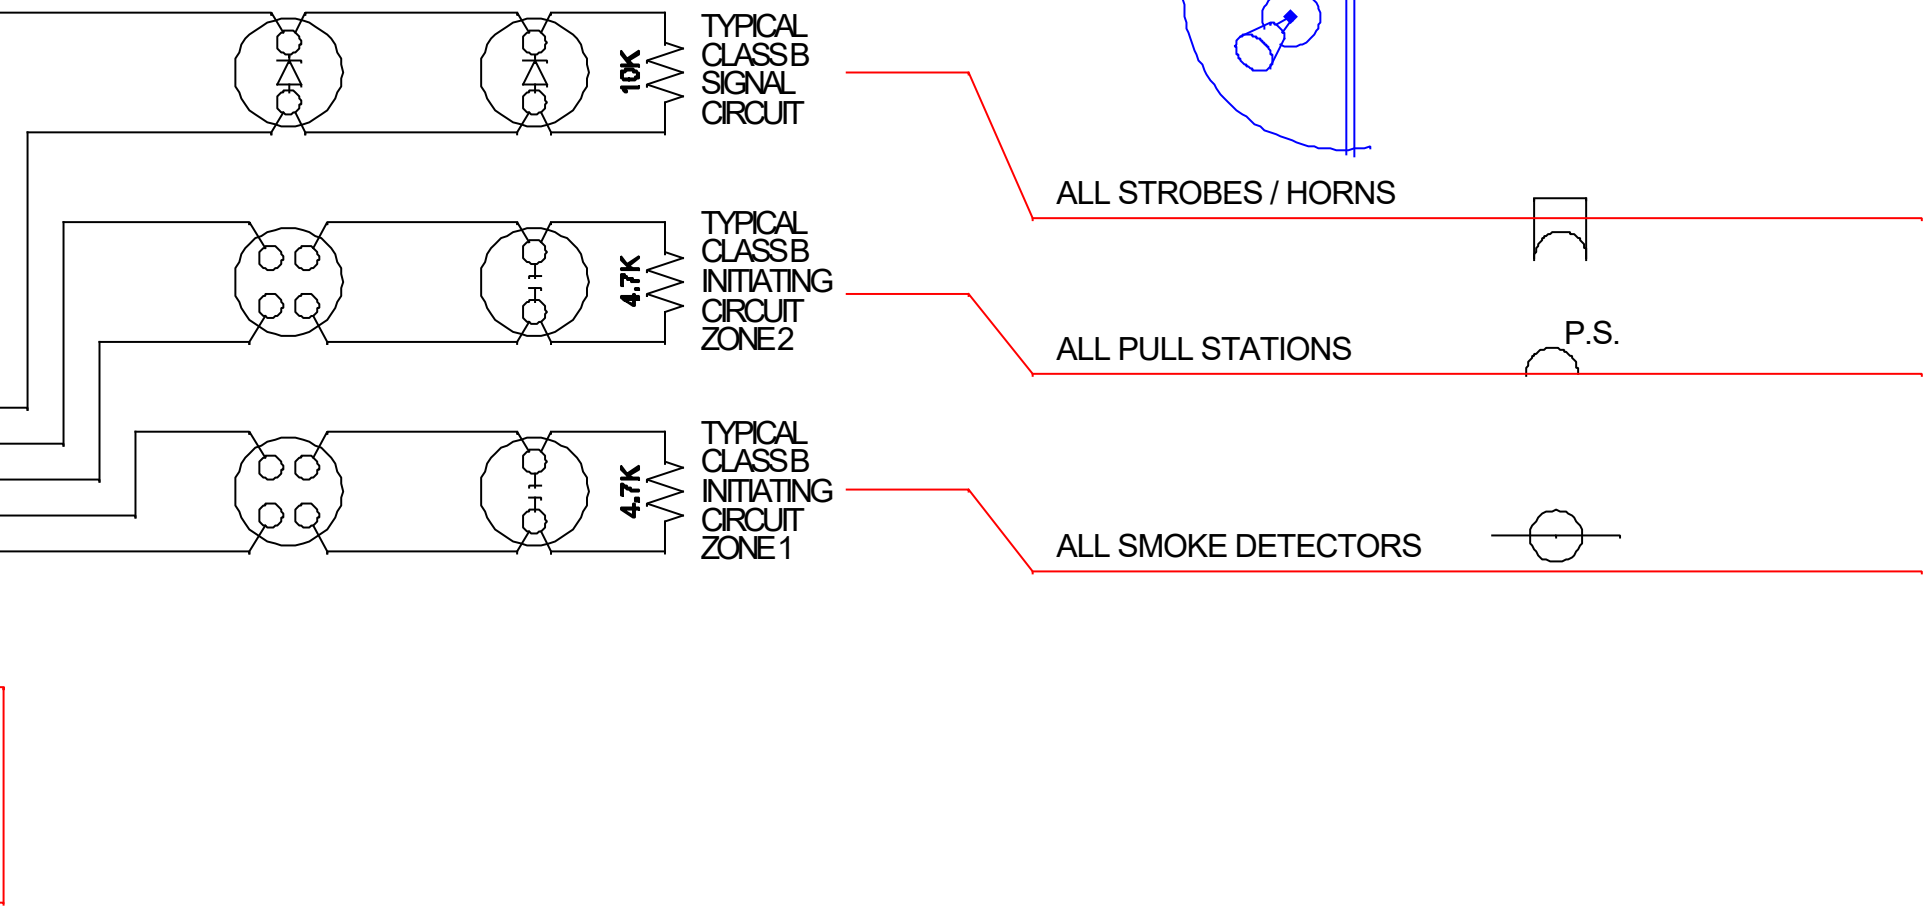 10K
TYPICAL
CLASS B
SIGNAL
CIRCUIT
ALL STROBES / HORNS
4.7K
TYPICAL
CLASS B
INITIATING
CIRCUIT
ZONE 2
ALL PULL STATIONS
P.S.
4.7K
TYPICAL
CLASS B
INITIATING
CIRCUIT
ZONE 1
ALL SMOKE DETECTORS